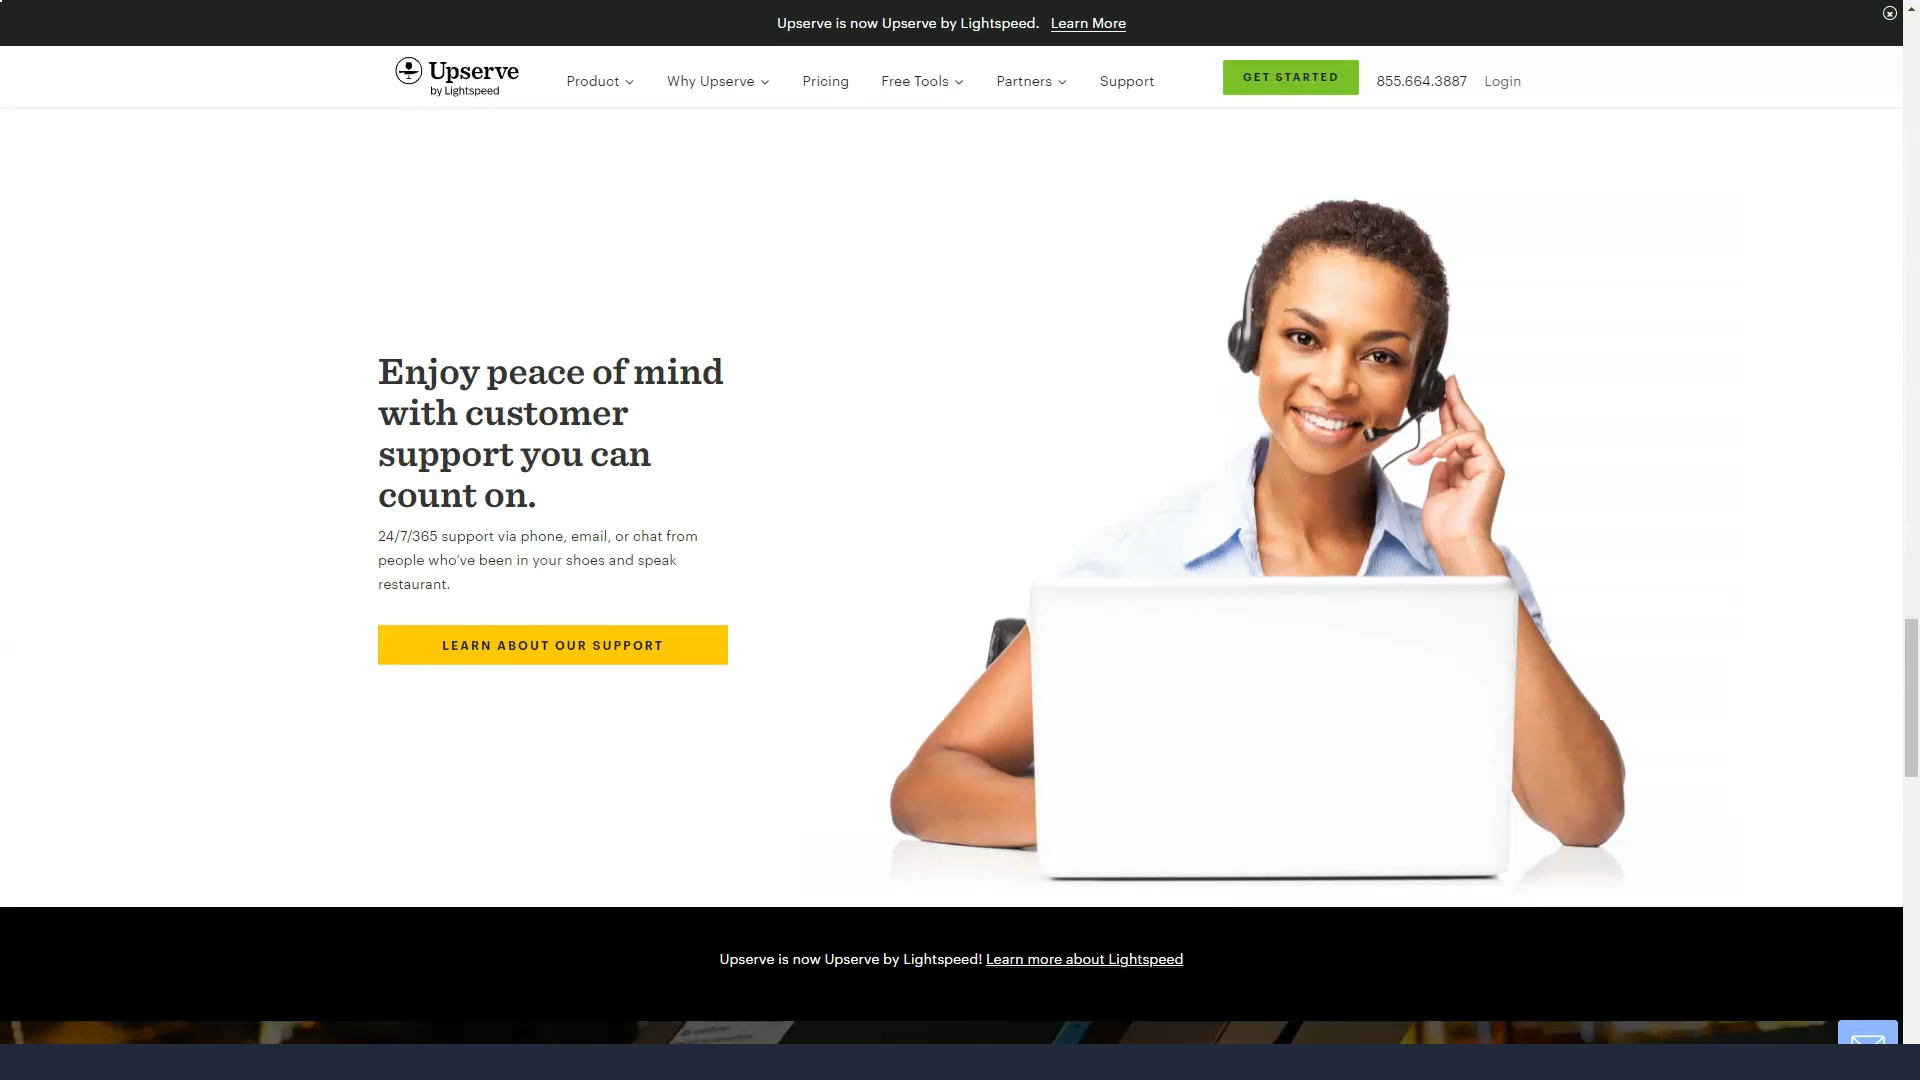 Upserve is now Upserve by Lightspeed. Learn More
Upserve
by Lightspeed
Product
Why Upserve
Pricing
Free Tools
Partners
Support
GET STARTED
855.664.3887
Login
Enjoy peace of mind
with customer
support you can
count on.
24/7/365 support via phone, email, or chat from
people who've been in your shoes and speak
restaurant.
LEARN ABOUT OUR SUPPORT
Upserve is now Upserve by Lightspeed! Learn more about Lightspeed